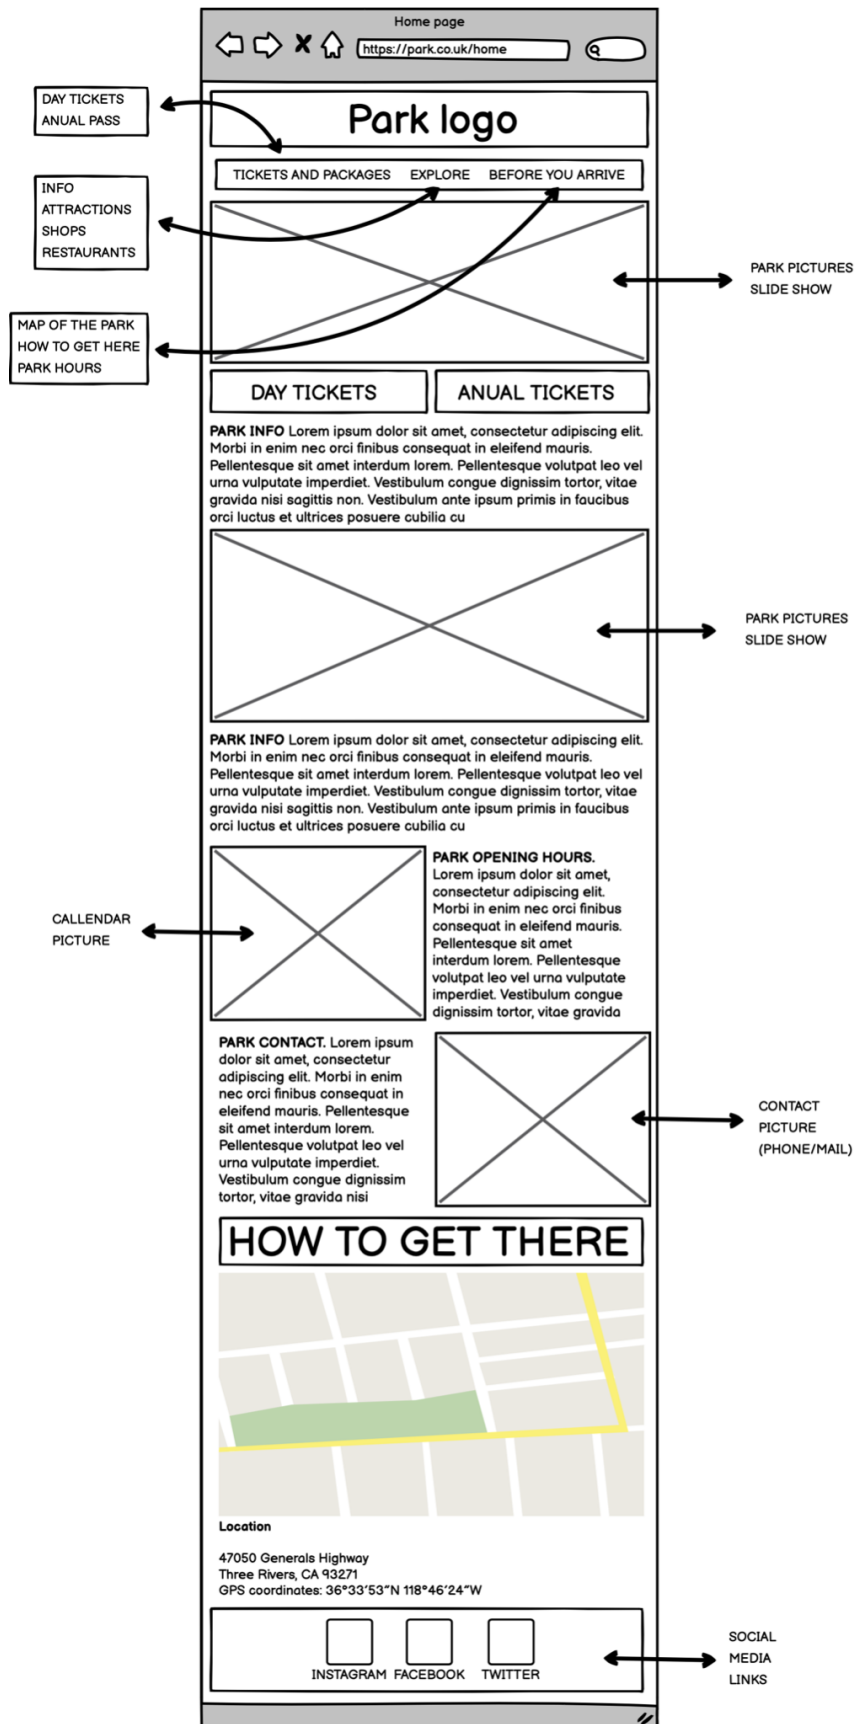 Home page
https://park.co.uk/home
DAY TICKETS
ANUAL PASS
Park logo
TICKETS AND PACKAGES EXPLORE BEFORE YOU ARRIVE
INFO
ATTRACTIONS
SHOPS
RESTAURANTS
PARK PICTURES
SLIDE SHOW
MAP OF THE PARK
HOW TO GET HERE
PARK HOURS
DAY TICKETS
ANUAL TICKETS
PARK INFO Lorem ipsum dolor sit amet, consectetur adipiscing elit.
Morbi in enim nec orci finibus consequat in eleifend mauris.
Pellentesque sit amet interdum lorem. Pellentesque volutpat leo vel
urna vulputate imperdiet. Vestibulum congue dignissim tortor, vitae
gravida nisi sagittis non. Vestibulum ante ipsum primis in faucibus
orci luctus et ultrices posuere cubilia cu
PARK PICTURES
SLIDE SHOW
PARK INFO Lorem ipsum dolor sit amet, consectetur adipiscing elit.
Morbi in enim nec orci finibus consequat in eleifend mauris.
Pellentesque sit amet interdum lorem. Pellentesque volutpat leo vel
urna vulputate imperdiet. Vestibulum congue dignissim tortor, vitae
gravida nisi sagittis non. Vestibulum ante ipsum primis in faucibus
orci luctus et ultrices posuere cubilia cu
CALLENDAR
PICTURE
PARK OPENING HOURS.
Lorem ipsum dolor sit amet,
consectetur adipiscing elit.
Morbi in enim nec orci finibus
consequat in eleifend mauris.
Pellentesque sit amet
interdum lorem. Pellentesque
volutpat leo vel urna vulputate
imperdiet. Vestibulum congue
dignissim tortor, vitae gravida
PARK CONTACT. Lorem ipsum
dolor sit amet, consectetur
adipiscing elit. Morbi in enim
nec orci finibus consequat in
eleifend mauris. Pellentesque
sit amet interdum lorem.
Pellentesque volutpat leo vel
urna vulputate imperdiet.
Vestibulum congue dignissim
tortor, vitae gravida nisi
CONTACT
PICTURE
(PHONE/MAIL)
HOW TO GET THERE
Location
47050 Generals Highway
Three Rivers, CA 93271
GPS coordinates: 36°33′53″N 118°46′24″W
INSTAGRAM FACEBOOK TWITTER
SOCIAL
MEDIA
LINKS